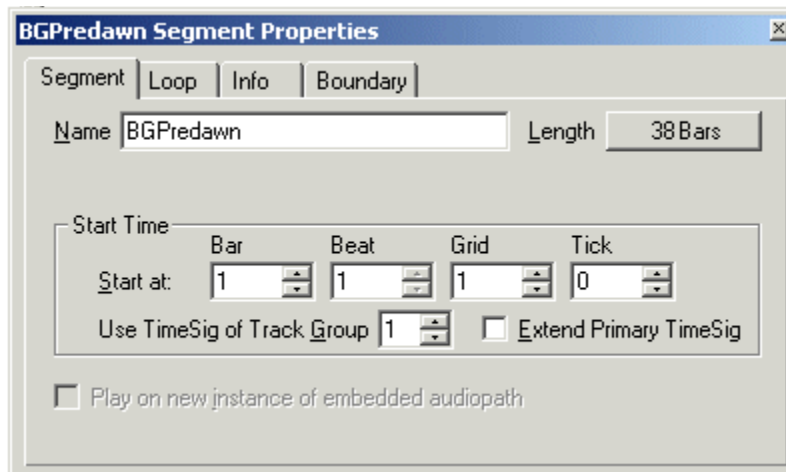 BGPredawn Segment Properties
Segment Loop Info Boundary
Name BGPredawn Length 38 Bars
Start Time
Bar Beat Grid Tick
Start at: 1 1 1 0
Use TimeSig of Track Group 1 Extend Primary TimeSig
Play on new instance of embedded audiopath